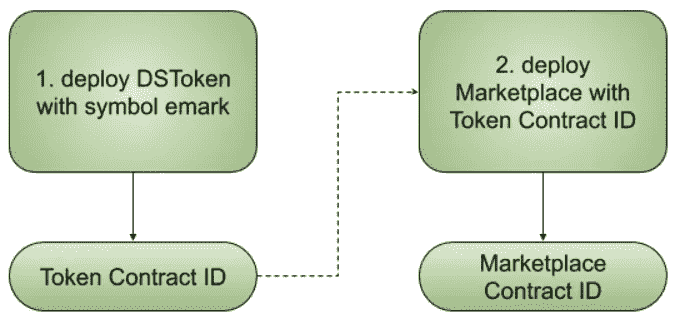 1. deploy DSToken
with symbol emark
Token Contract ID
2. deploy
Marketplace with
Token Contract ID
Marketplace
Contract ID